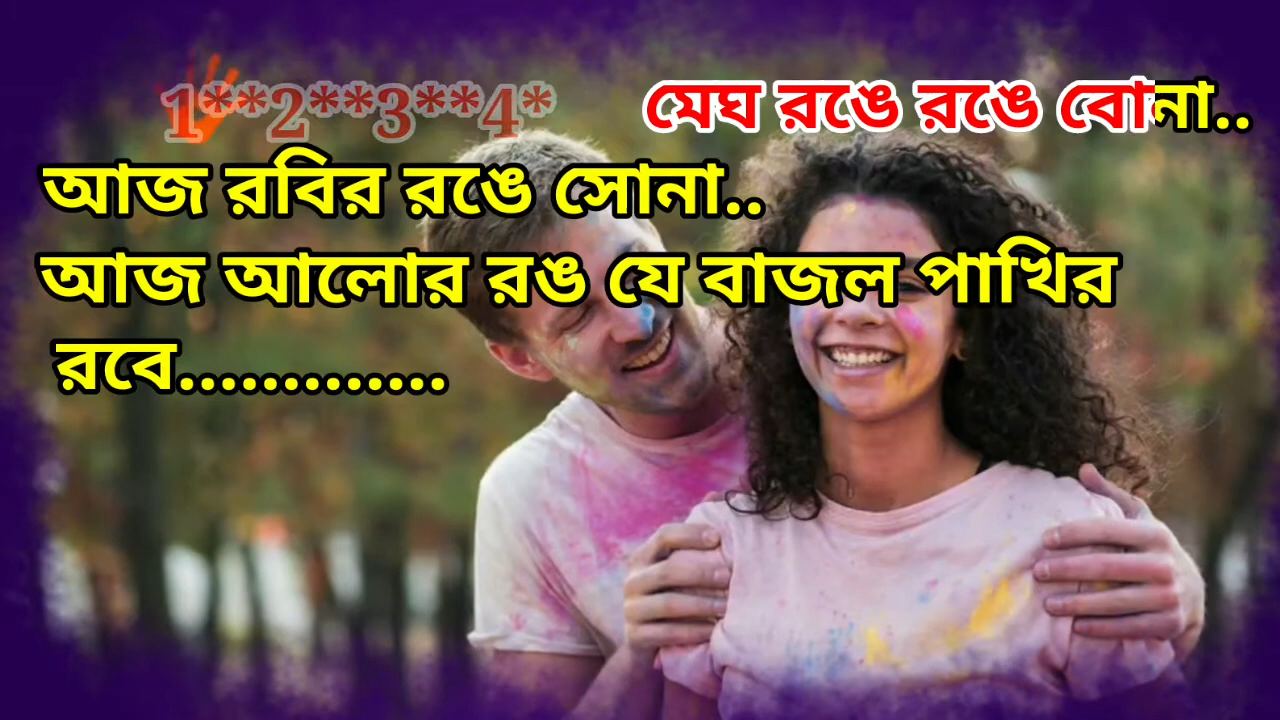 1**2**3**4* মেঘ রঙে রঙে বোনা..
আজ রবির রঙে সোনা..
আজ আলোর রঙ যে বাজল পাখির
রবে.............